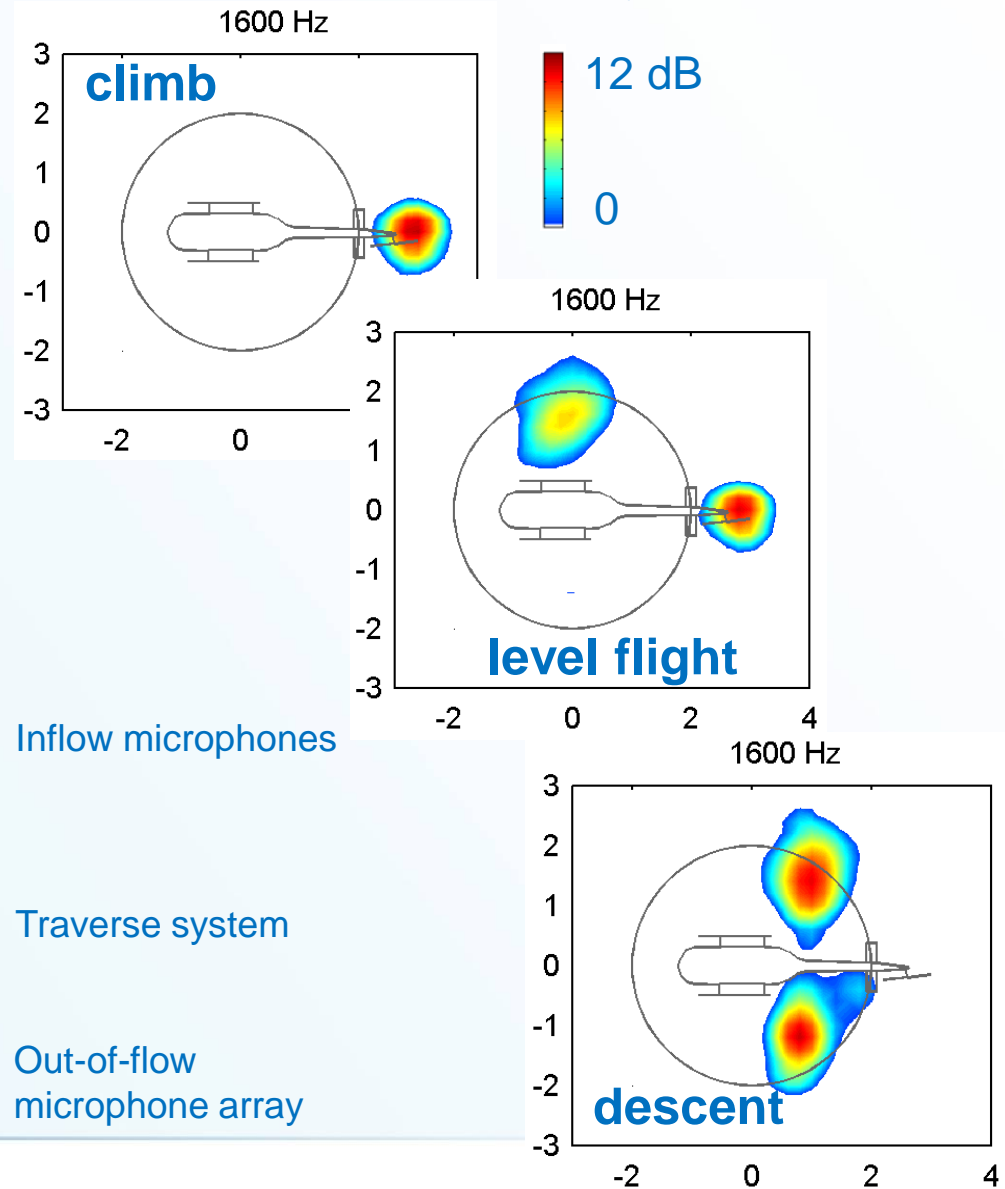 1600 Hz
3
climb
2
1
0
-1
-2
-3
-2 0
12 dB
0
1600 Hz
3
2
1
0
-1
-2
level flight
-3
-2 0 2 4
Inflow microphones
1600 Hz
3
2
1
Traverse system
0
-1
Out-of-flow
microphone array
-2
descent
-3
-2 0 2 4